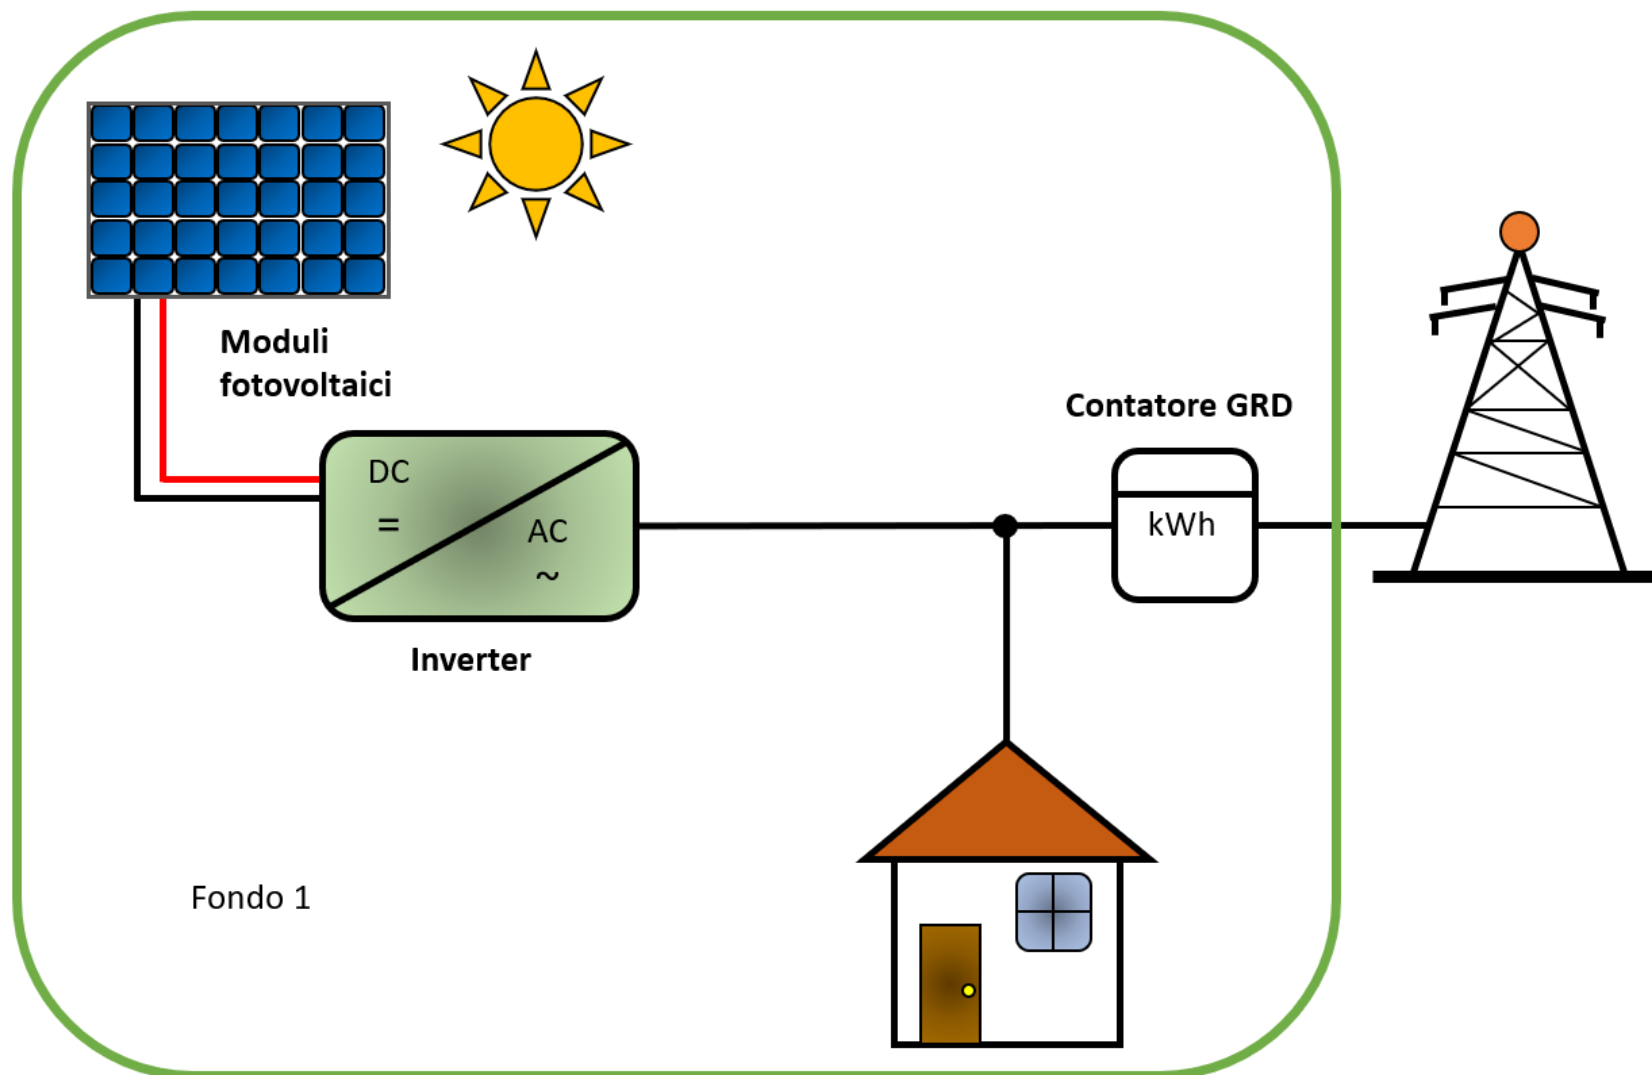 Moduli
fotovoltaici
Contatore GRD
DC
=
AC
~
kWh
Inverter
Fondo 1